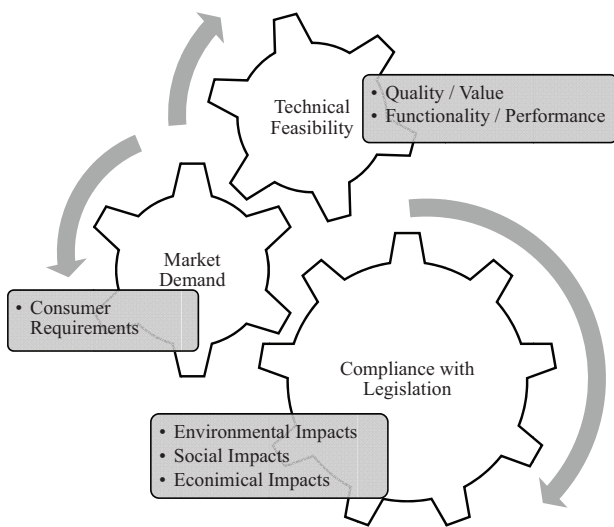 Technical
Feasibility
• Quality / Value
• Functionality / Performance
Market
Demand
• Consumer
Requirements
Compliance with
Legislation
• Environmental Impacts
• Social Impacts
• Econimical Impacts